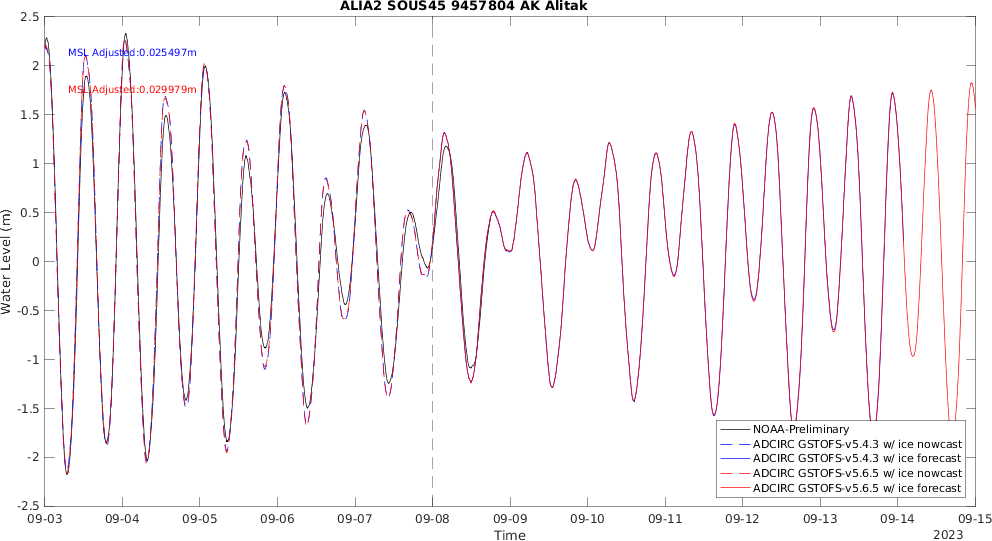 ALIA2 SOUS45 9457804 AK Alitak
MSL Adjusted:0.025497m
MSL Adjusted:0.029979m
Water Level (m)
2.5
2
1.5
1
0.5
0
-0.5
-1
-1.5
-2
-2.5
NOAA-Preliminary
ADCIRC GSTOFS-v5.4.3 w/ ice nowcast
ADCIRC GSTOFS-v5.4.3 w/ ice forecast
ADCIRC GSTOFS-v5.6.5 w/ ice nowcast
ADCIRC GSTOFS-v5.6.5 w/ ice forecast
09-03 09-04 09-05 09-06 09-07 09-08 09-09 09-10 09-11 09-12 09-13 09-14 09-15
Time
2023